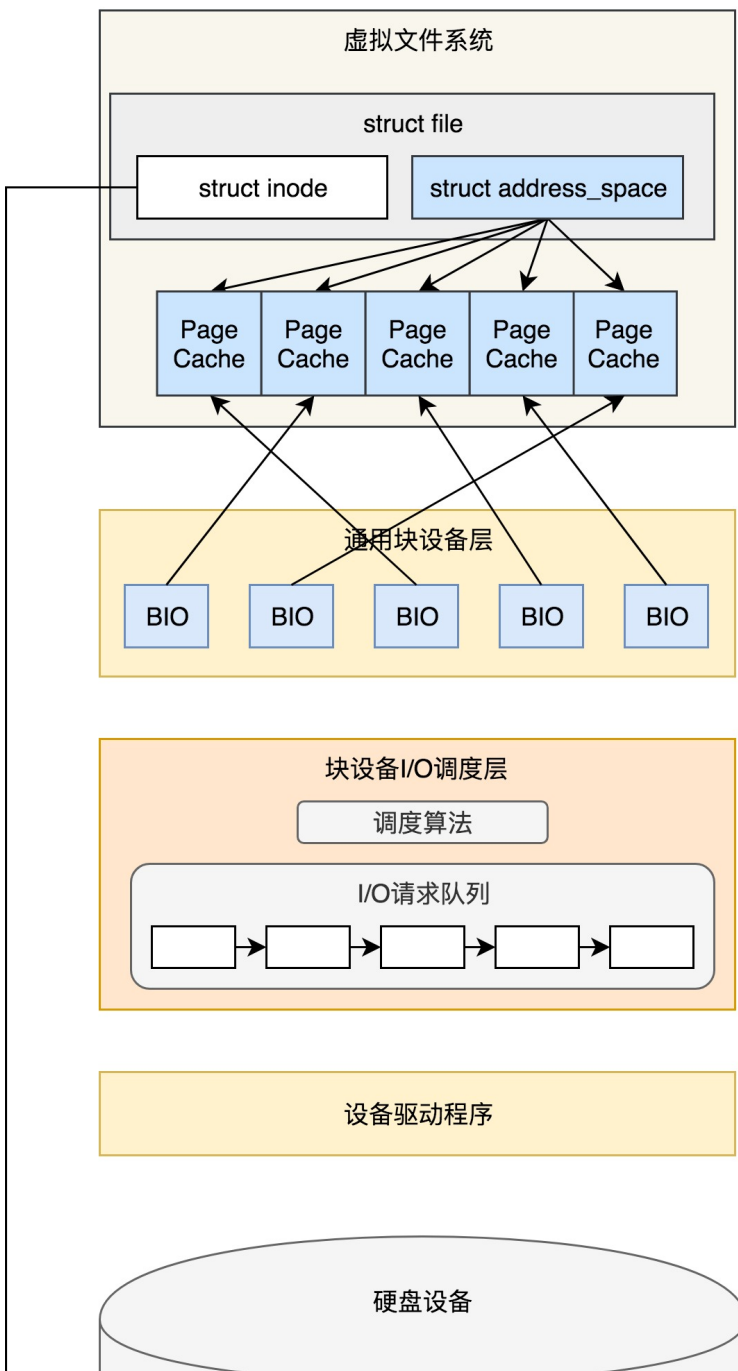 虚拟文件系统
struct file
struct inode
struct address_space
Page
Cache
Page
Cache
Page
Cache
Page
Cache
Page
Cache
通用块设备层
BIO
BIO
BIO
BIO
BIO
块设备I/O调度层
调度算法
I/O请求队列
设备驱动程序
硬盘设备